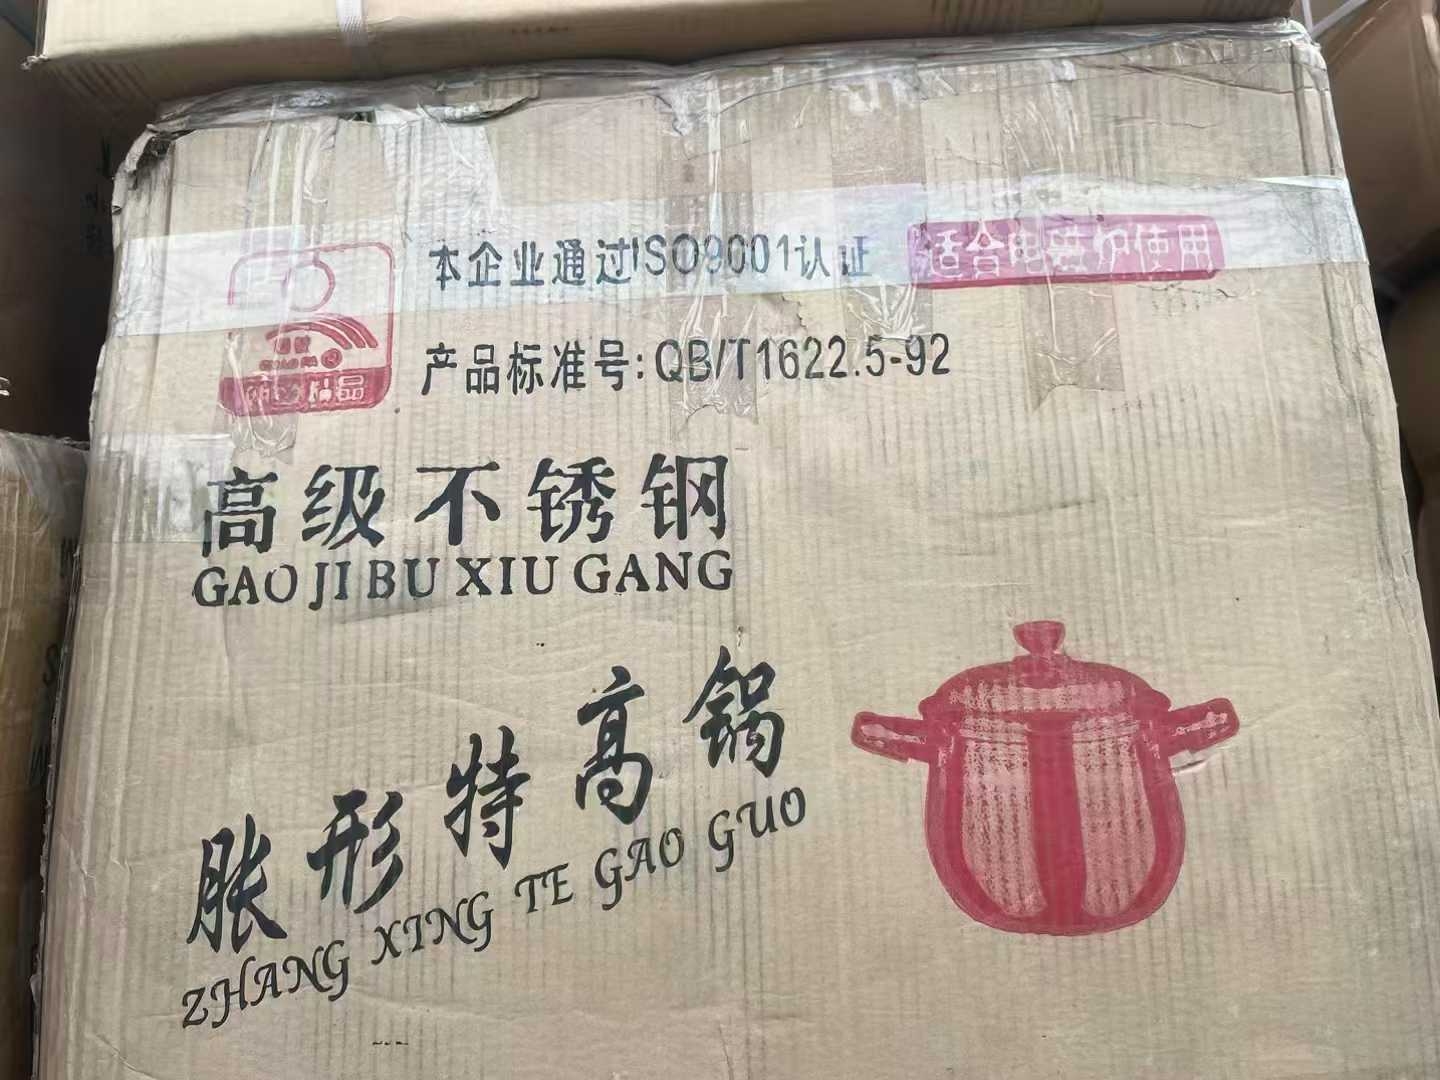 本企业通过ISO9001认证
适合电磁炉使用
产品标准号:QB/T1622.5-92
高级不锈钢
GAO JI BU XIU GANG
胀形特高锅
ZHANG XING TE GAO GUO